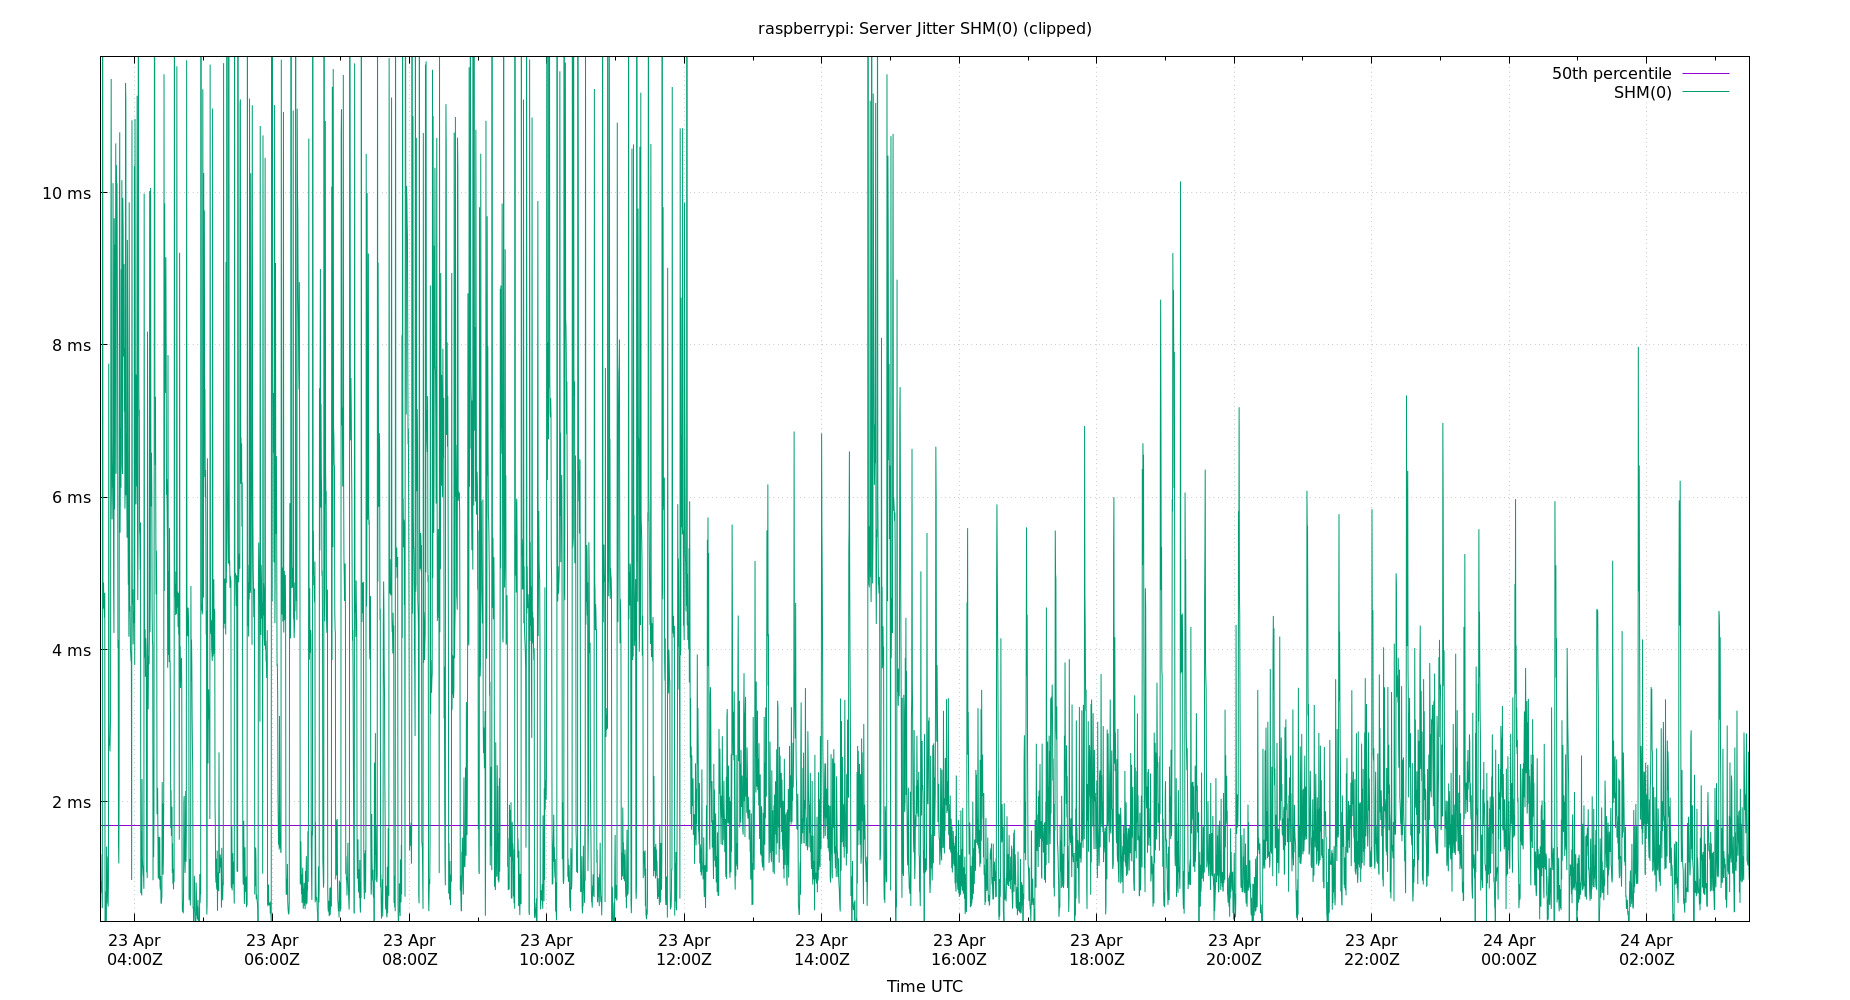 raspberrypi: Server Jitter SHM(0) (clipped)
50th percentile
SHM(0)
10 ms
8 ms
6 ms
4 ms
2 ms
23 Apr 23 Apr 23 Apr 23 Apr 23 Apr 23 Apr 23 Apr 23 Apr 23 Apr 23 Apr 24 Apr 24 Apr
04:00Z 06:00Z 08:00Z 10:00Z 12:00Z 14:00Z 16:00Z 18:00Z 20:00Z 22:00Z 00:00Z 02:00Z
Time UTC